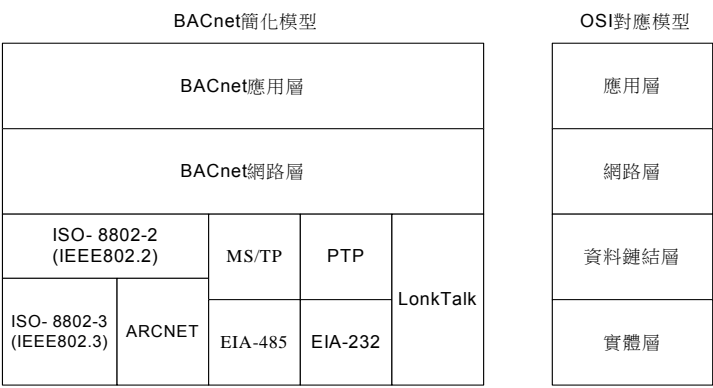 BACnet簡化模型
OSI對應模型
BACnet應用層
應用層
BACnet網路層
網路層
ISO- 8802-2
(IEEE802.2)
MS/TP
PTP
LonkTalk
資料鏈結層
ISO- 8802-3
(IEEE802.3)
ARCNET
EIA-485
EIA-232
實體層